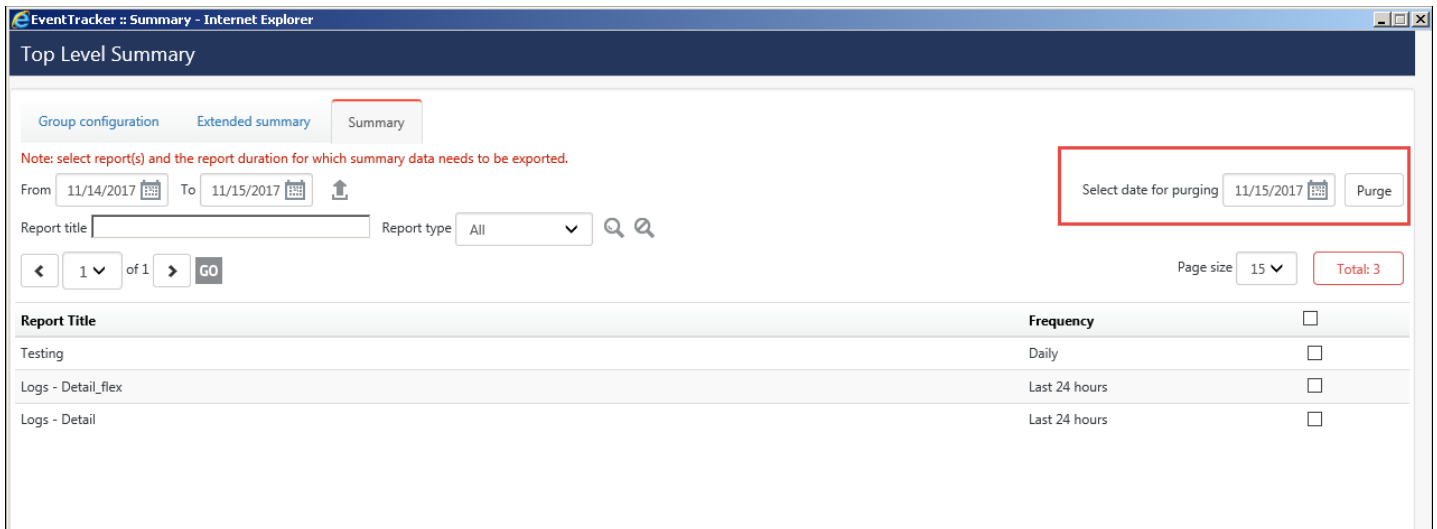 EventTracker :: Summary - Internet Explorer
Top Level Summary
Group configuration Extended summary Summary
Note: select report(s) and the report duration for which summary data needs to be exported.
From 11/14/2017 To 11/15/2017 Select date for purging 11/15/2017 Purge
Report title Report type All
1 of 1 GO Page size 15 Total: 3
Report Title Frequency
Testing Daily
Logs - Detail_flex Last 24 hours
Logs - Detail Last 24 hours